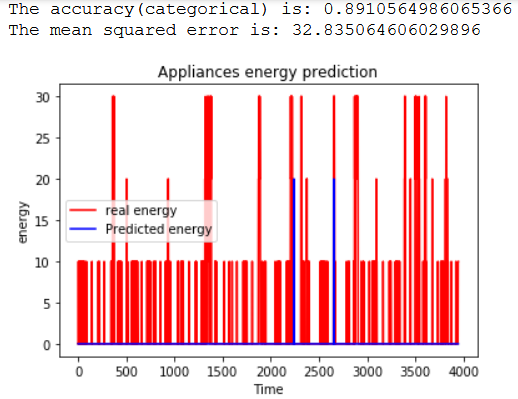 The accuracy(categorical) is: 0.8910564986065366
The mean squared error is: 32.835064606029896
Appliances energy prediction
30
25
20
15
10
5
0
energy
real energy
Predicted energy
0 500 1000 1500 2000 2500 3000 3500 4000
Time